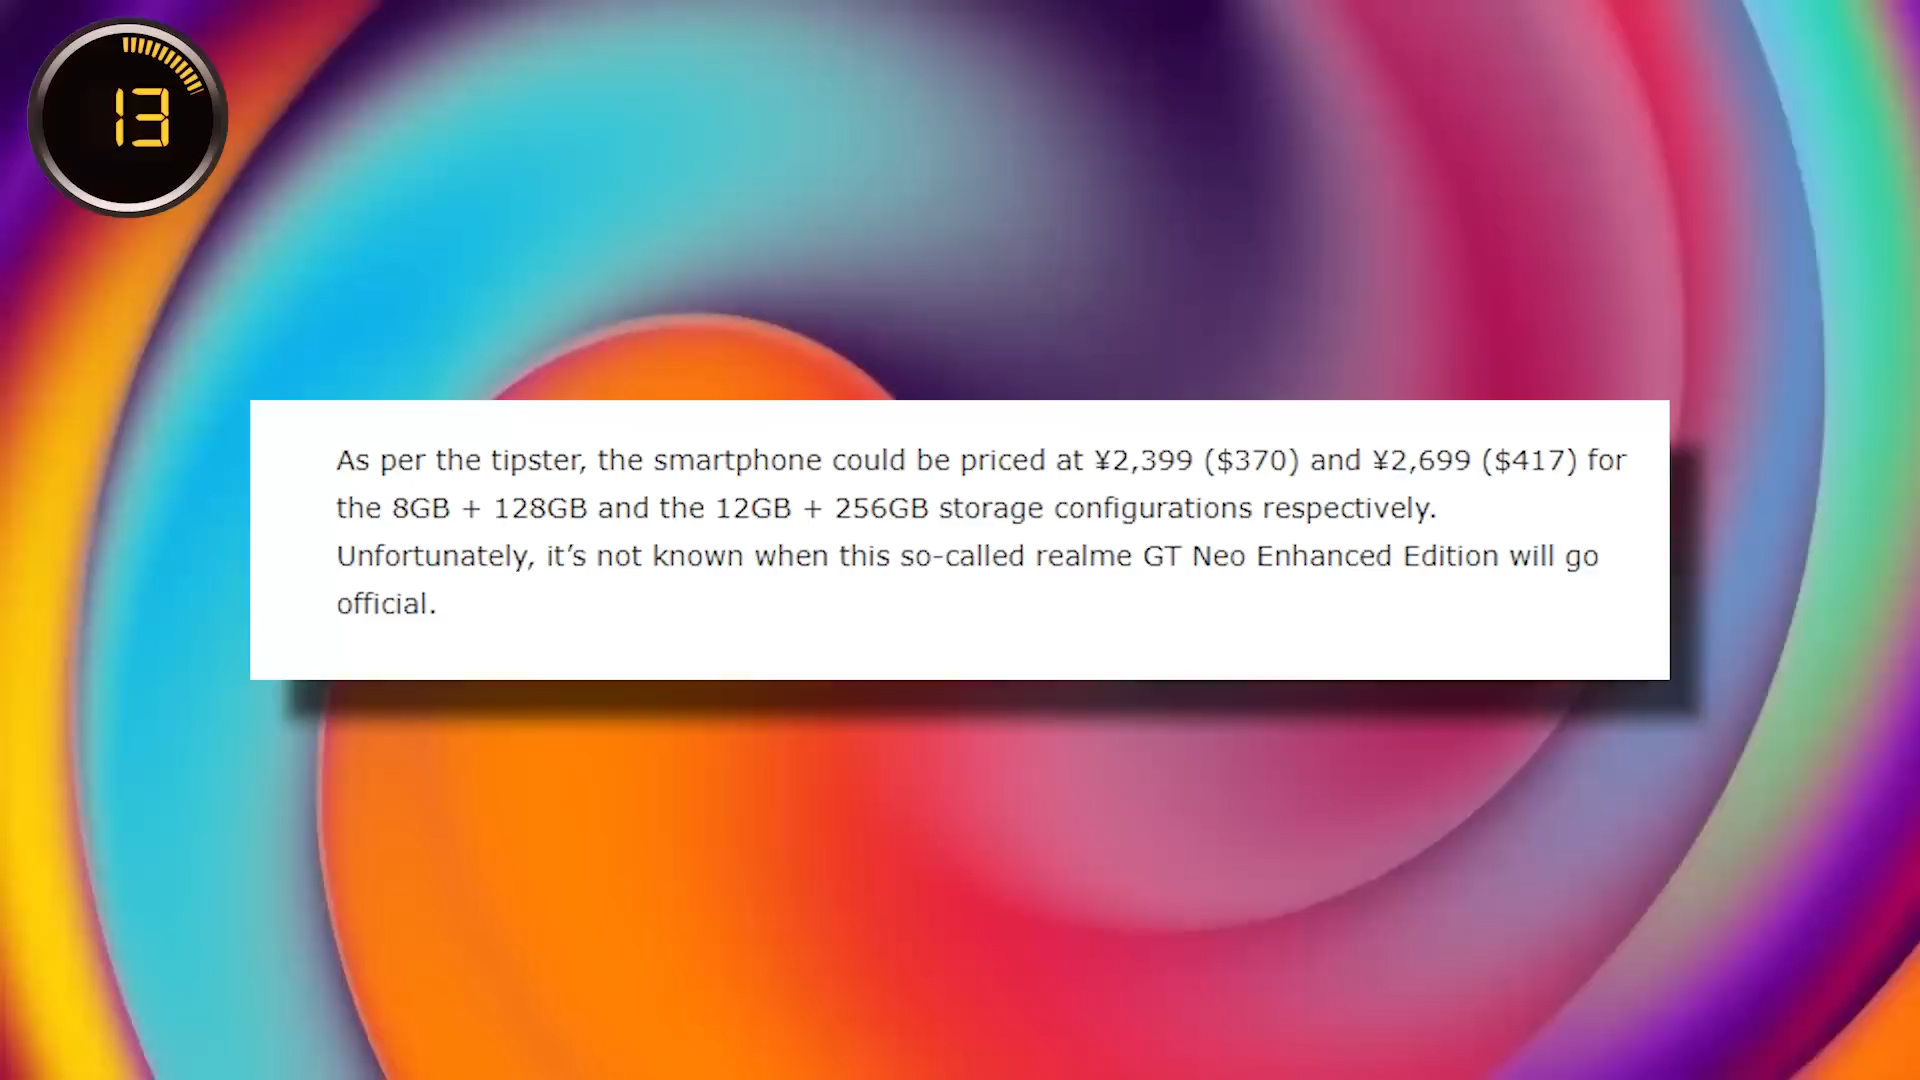 13
As per the tipster, the smartphone could be priced at ¥2,399 ($370) and ¥2,699 ($417) for
the 8GB + 128GB and the 12GB + 256GB storage configurations respectively.
Unfortunately, it’s not known when this so-called realme GT Neo Enhanced Edition will go
official.